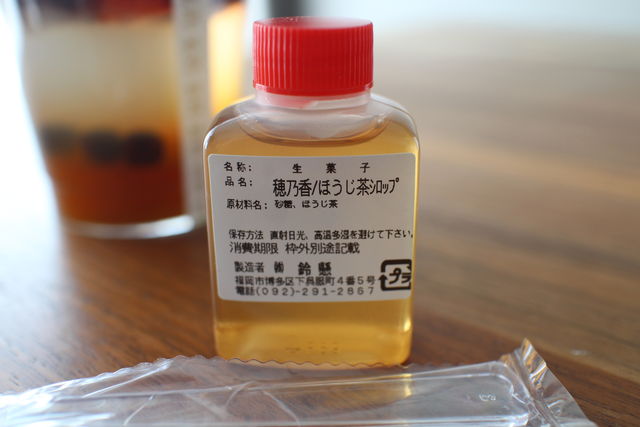 名称: 生菓子
品名: 穂乃香/ほうじ茶シロップ
原材料名: 砂糖、ほうじ茶
保存方法 直射日光、高温多湿を避けて下さい。
消費期限 枠外別途記載
製造者 ㈱ 鈴懸
福岡市博多区下呉服町4番5号
電話(092)-291-2867
プラ